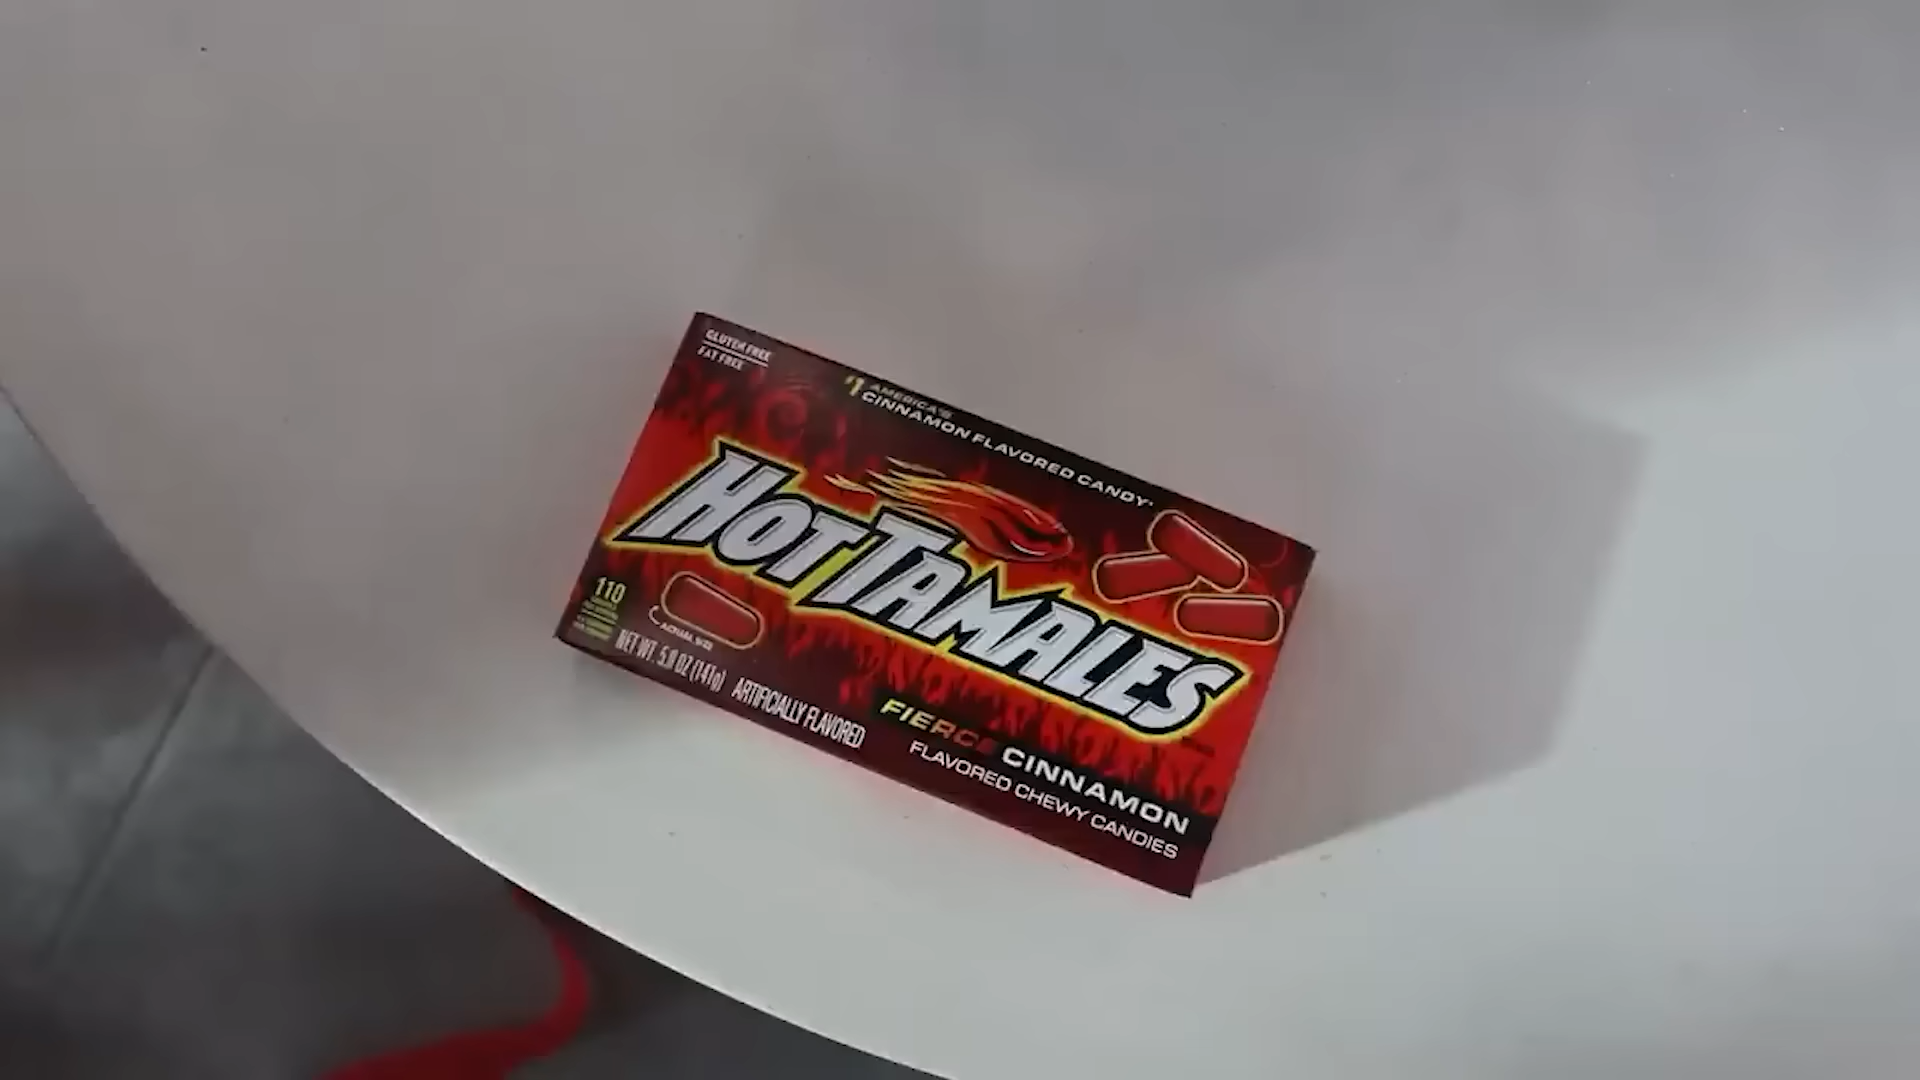 GLUTEN FREE
FAT FREE
#1 AMERICA'S
CINNAMON FLAVORED CANDY*
HOT TAMALES
110
ACTUAL SIZE
NET WT. 5.0 OZ (141g) ARTIFICIALLY FLAVORED
FIERCE CINNAMON
FLAVORED CHEWY CANDIES